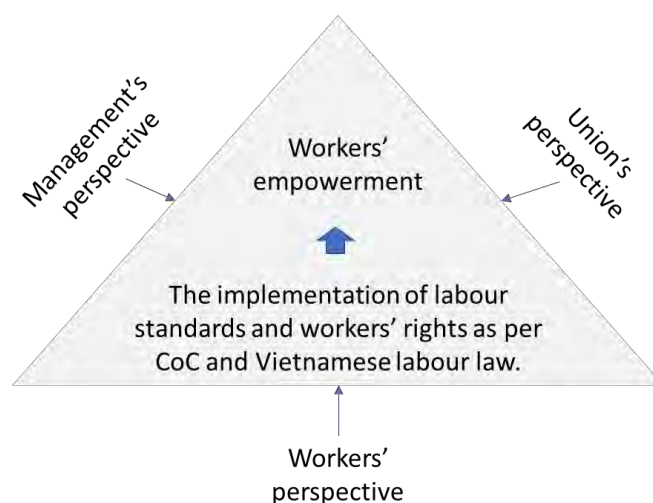 Management's
perspective
Union's
perspective
Workers'
empowerment
The implementation of labour
standards and workers' rights as per
CoC and Vietnamese labour law.
Workers'
perspective